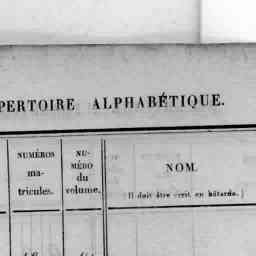 PERTOIRE ALPHABÉTIQUE.
NUMÉROS
ma-
tricules.
NU-
MÉRO
du
volume.
NOM.
(Il doit être écrit en bâtarde.)